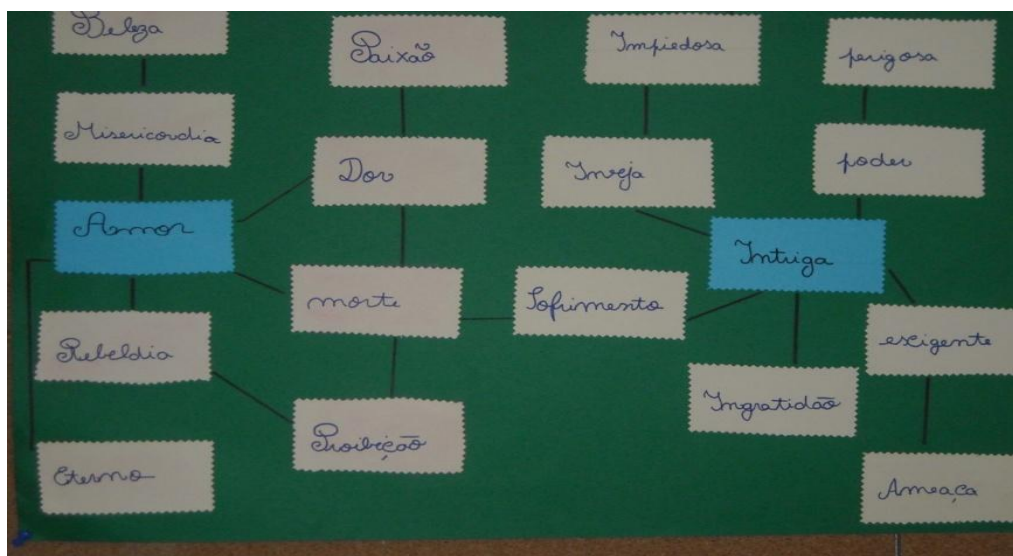 Beleza
Paixão
Impiedosa
perigosa
Misericordia
Dor
Inveja
poder
Amor
Intriga
morte
Sofrimento
Rebeldia
exigente
Ingratidão
Proibição
Eterno
Ameaça